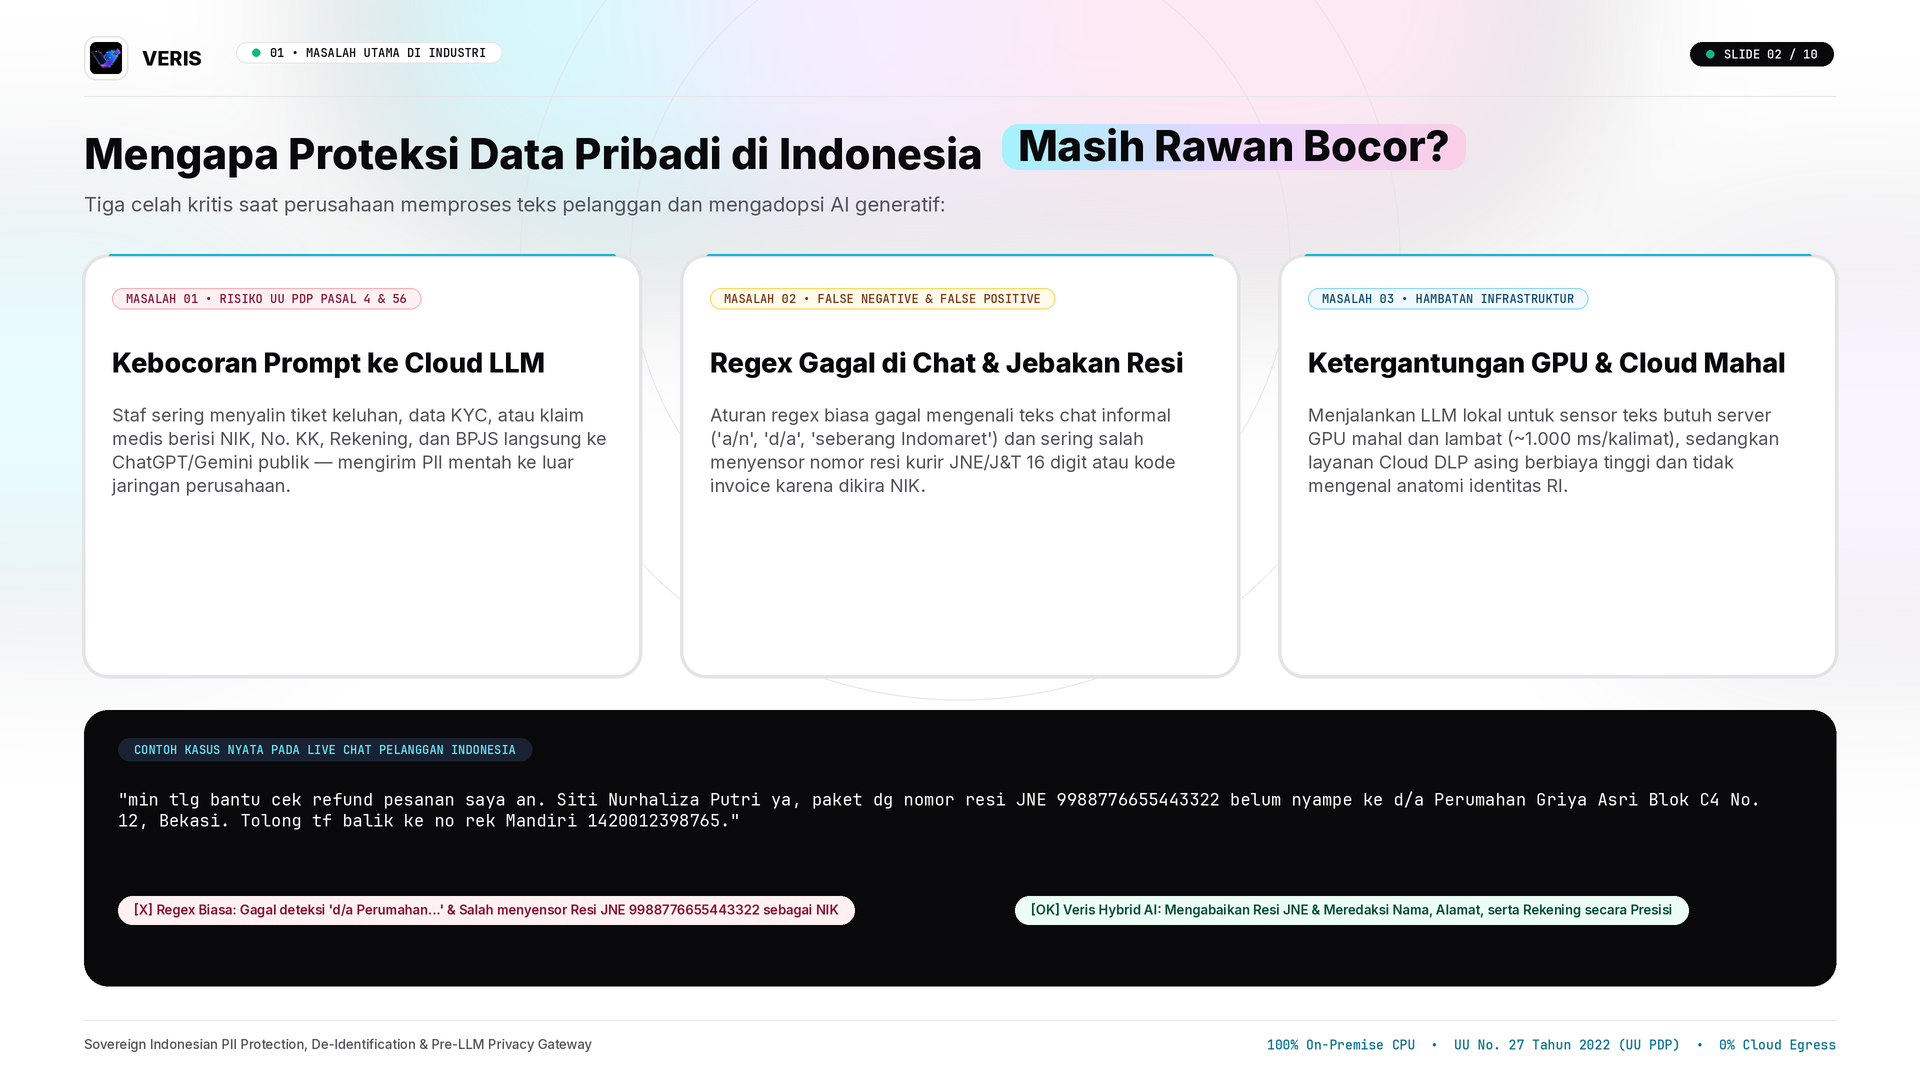 VERIS
01 • MASALAH UTAMA DI INDUSTRI
SLIDE 02 / 10
Mengapa Proteksi Data Pribadi di Indonesia Masih Rawan Bocor?
Tiga celah kritis saat perusahaan memproses teks pelanggan dan mengadopsi AI generatif:
MASALAH 01 • RISIKO UU PDP PASAL 4 & 56
Kebocoran Prompt ke Cloud LLM
Staf sering menyalin tiket keluhan, data KYC, atau klaim
medis berisi NIK, No. KK, Rekening, dan BPJS langsung ke
ChatGPT/Gemini publik — mengirim PII mentah ke luar
jaringan perusahaan.
MASALAH 02 • FALSE NEGATIVE & FALSE POSITIVE
Regex Gagal di Chat & Jebakan Resi
Aturan regex biasa gagal mengenali teks chat informal
('a/n', 'd/a', 'seberang Indomaret') dan sering salah
menyensor nomor resi kurir JNE/J&T 16 digit atau kode
invoice karena dikira NIK.
MASALAH 03 • HAMBATAN INFRASTRUKTUR
Ketergantungan GPU & Cloud Mahal
Menjalankan LLM lokal untuk sensor teks butuh server
GPU mahal dan lambat (~1.000 ms/kalimat), sedangkan
layanan Cloud DLP asing berbiaya tinggi dan tidak
mengenal anatomi identitas RI.
CONTOH KASUS NYATA PADA LIVE CHAT PELANGGAN INDONESIA
"min tlg bantu cek refund pesanan saya an. Siti Nurhaliza Putri ya, paket dg nomor resi JNE 9988776655443322 belum nyampe ke d/a Perumahan Griya Asri Blok C4 No.
12, Bekasi. Tolong tf balik ke no rek Mandiri 1420012398765."
[X] Regex Biasa: Gagal deteksi 'd/a Perumahan...' & Salah menyensor Resi JNE 9988776655443322 sebagai NIK
[OK] Veris Hybrid AI: Mengabaikan Resi JNE & Meredaksi Nama, Alamat, serta Rekening secara Presisi
Sovereign Indonesian PII Protection, De-Identification & Pre-LLM Privacy Gateway
100% On-Premise CPU • UU No. 27 Tahun 2022 (UU PDP) • 0% Cloud Egress